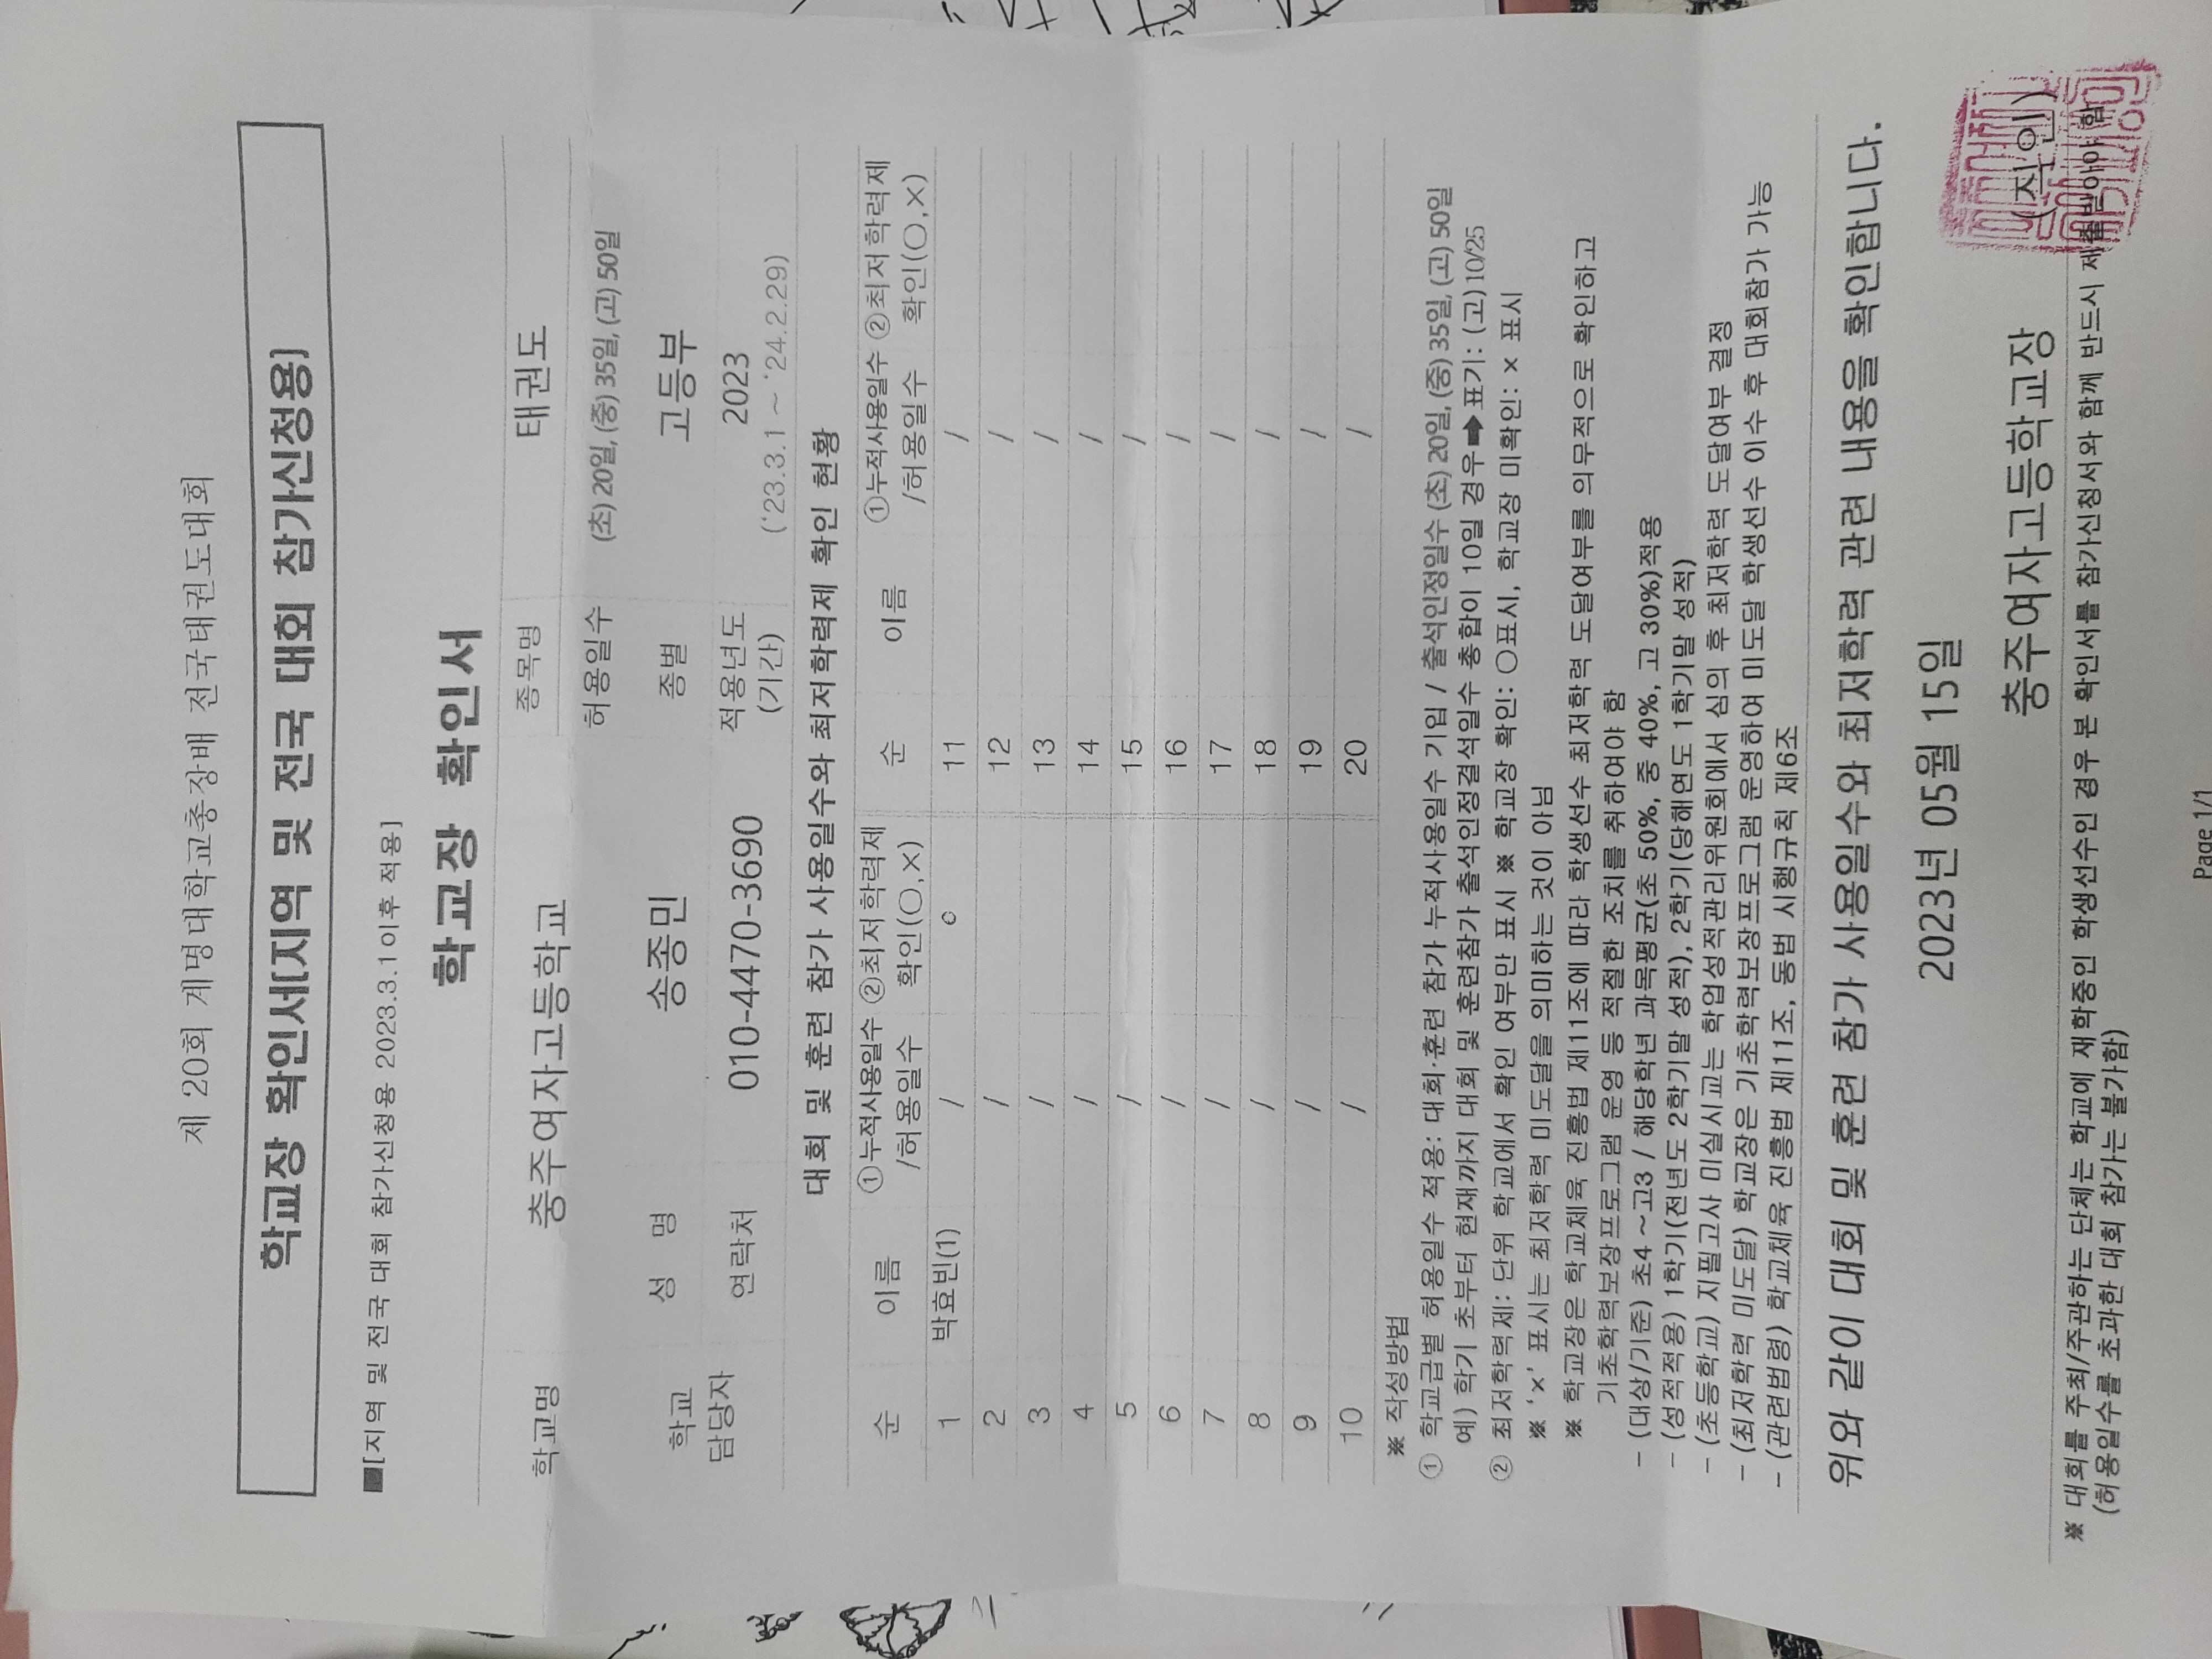 제 20회 계명대학교총장배 전국태권도대회
학교장 확인서[지역 및 전국 대회 참가신청용]
■[지역 및 전국 대회 참가신청용 2023.3.1이후 적용]
학교장 확인서
학교명 충주여자고등학교 종목명 태권도
허용일수 (초) 20일, (중) 35일, (고) 50일
학교 담당자 성 명 송종민 종별 고등부
연락처 010-4470-3690 적용년도 (기간) 2023
('23.3.1 ~ '24.2.29)
대회 및 훈련 참가 사용일수와 최저학력제 확인 현황
순 이름 ①누적사용일수 /허용일수 ②최저학력제 확인(○,×) 순 이름 ①누적사용일수 /허용일수 ②최저학력제 확인(○,×)
1 박효빈(1) / ○ 11 /
2 / 12 /
3 / 13 /
4 / 14 /
5 / 15 /
6 / 16 /
7 / 17 /
8 / 18 /
9 / 19 /
10 / 20 /
※ 작성방법
① 학교급별 허용일수 적용: 대회·훈련 참가 누적사용일수 기입 / 출석인정일수 (초) 20일, (중) 35일, (고) 50일
예) 학기 초부터 현재까지 대회 및 훈련참가 출석인정결석일수 총합이 10일 경우➡표기: (고) 10/25
② 최저학력제: 단위 학교에서 확인 여부만 표시 ※ 학교장 확인: ○표시, 학교장 미확인: × 표시
※ '×' 표시는 최저학력 미도달을 의미하는 것이 아님
※ 학교장은 학교체육 진흥법 제11조에 따라 학생선수 최저학력 도달여부를 의무적으로 확인하고
기초학력보장프로그램 운영 등 적절한 조치를 취하여야 함
- (대상/기준) 초4 ~고3 / 해당학년 과목평균(초 50%, 중 40%, 고 30%)적용
- (성적적용) 1학기(전년도 2학기말 성적), 2학기(당해연도 1학기말 성적)
- (초등학교) 지필고사 미실시교는 학업성적관리위원회에서 심의 후 최저학력 도달여부 결정
- (최저학력 미도달) 학교장은 기초학력보장프로그램 운영하여 미도달 학생선수 이수 후 대회참가 가능
- (관련법령) 학교체육 진흥법 제11조, 동법 시행규칙 제6조
위와 같이 대회 및 훈련 참가 사용일수와 최저학력 관련 내용을 확인합니다.
2023년 05월 15일
충주여자고등학교장 (직인)
※ 대회를 주최/주관하는 단체는 학교에 재학중인 학생선수인 경우 본 확인서를 참가신청서와 함께 반드시 제출받아야 함
(허용일수를 초과한 대회 참가는 불가함)
Page 1/1